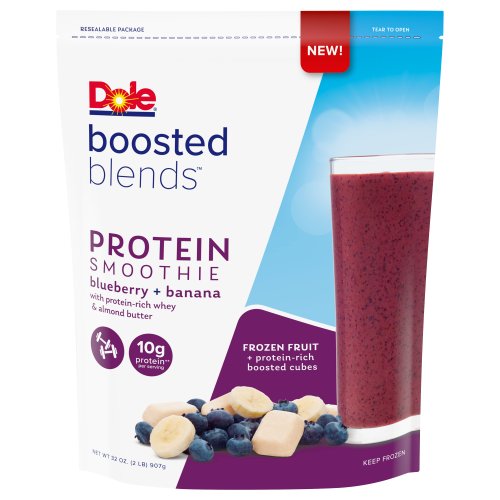 RESEALABLE PACKAGE
TEAR TO OPEN
NEW!
Dole
boosted
blends™
PROTEIN
SMOOTHIE
blueberry + banana
with protein-rich whey
& almond butter
10g
protein**
per serving
FROZEN FRUIT
+ protein-rich
boosted cubes
NET WT 32 OZ. (2 LB) 907g
KEEP FROZEN